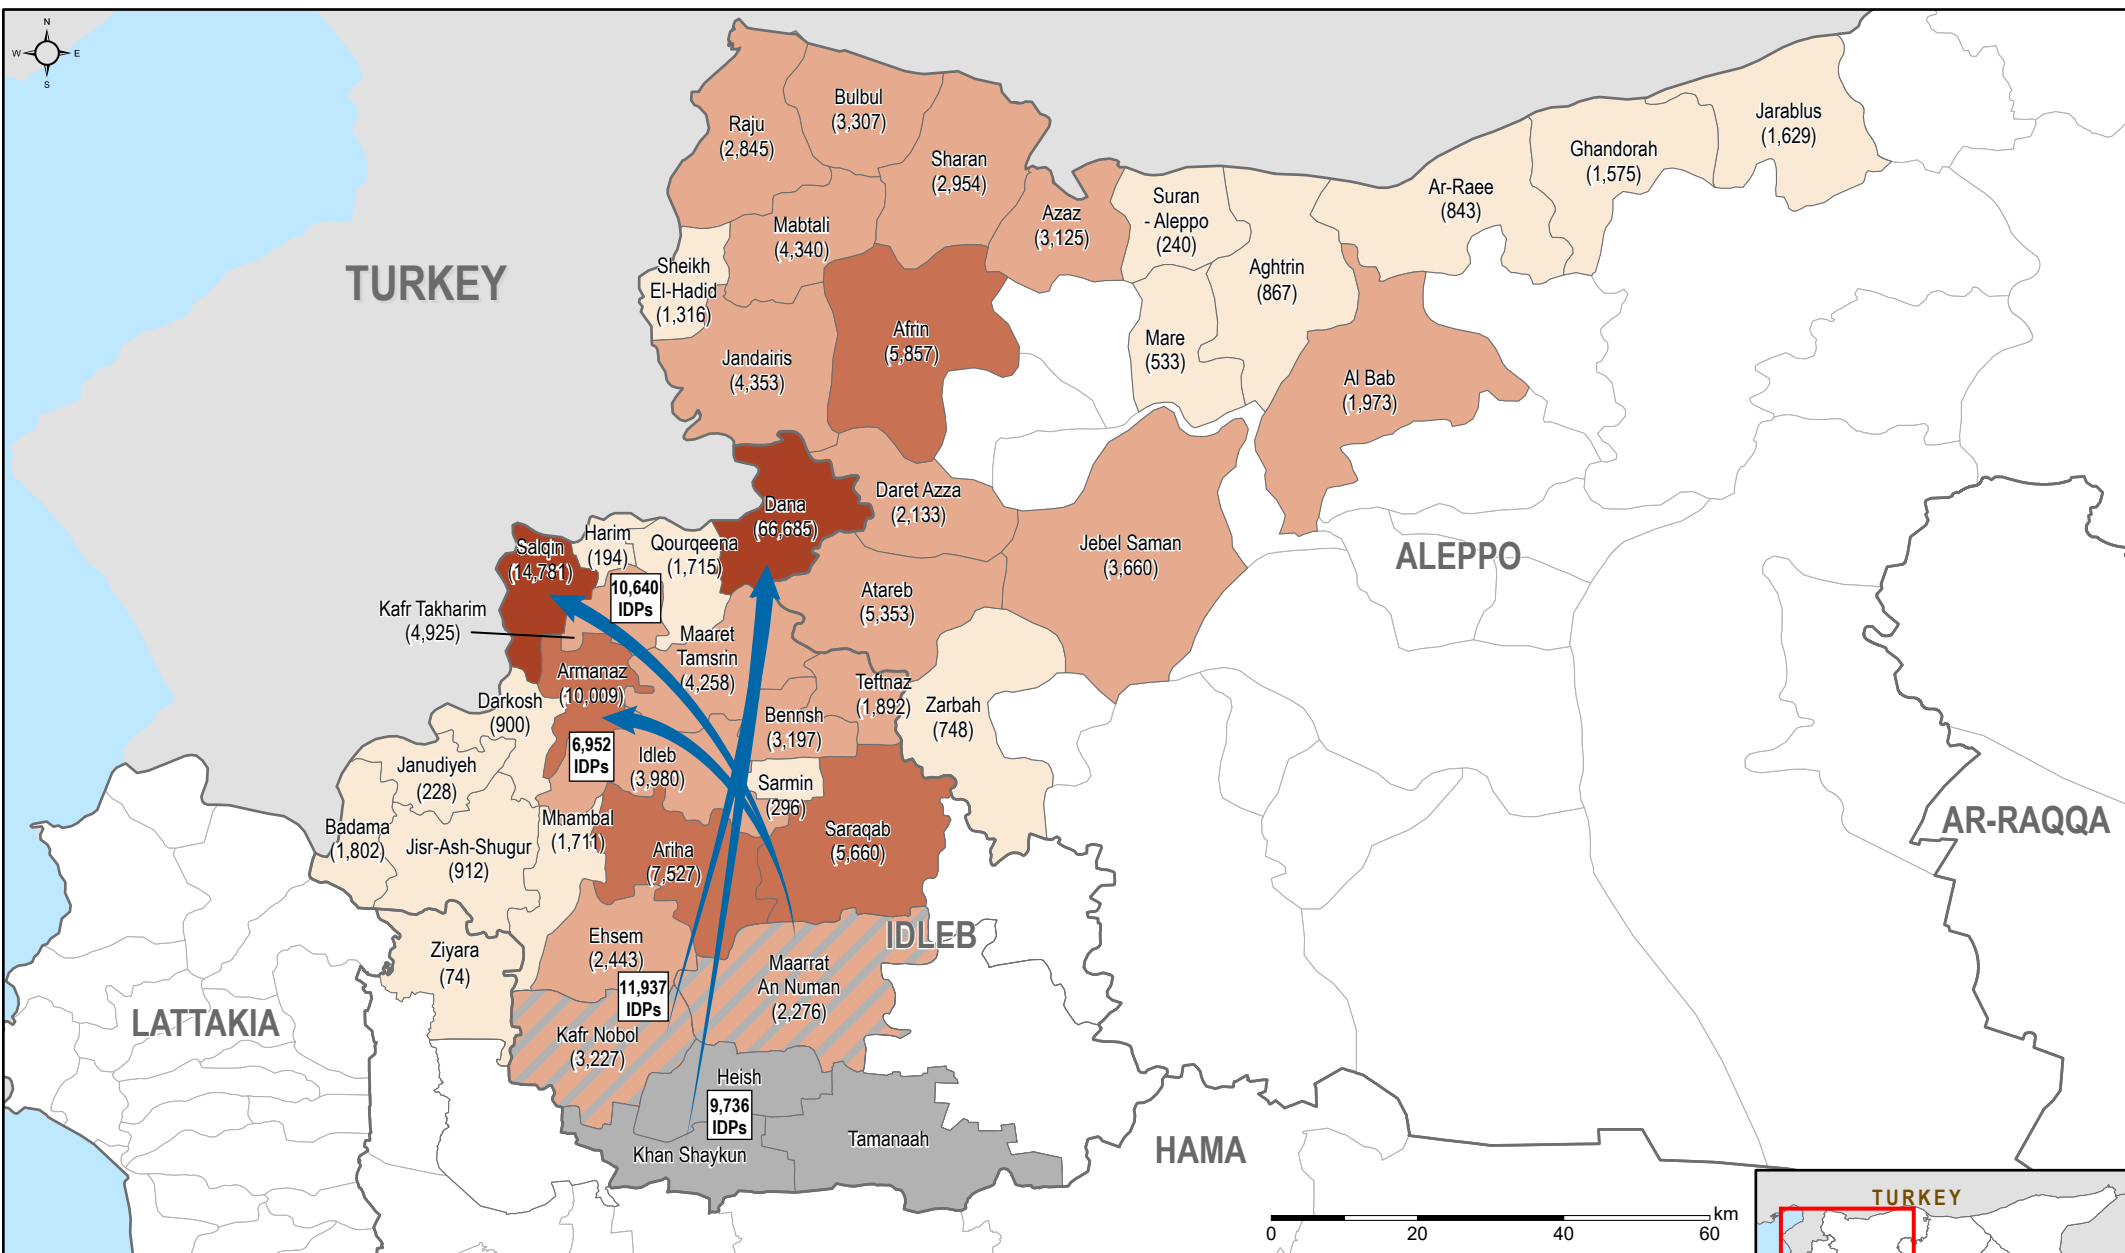 N
W
E
S
TURKEY
Raju
(2,845)
Bulbul
(3,307)
Sharan
(2,954)
Mabtali
(4,340)
Sheikh
El-Hadid
(1,316)
Jandairis
(4,353)
Afrin
(5,857)
Azaz
(3,125)
Suran
- Aleppo
(240)
Mare
(533)
Aghtrin
(867)
Ar-Raee
(843)
Ghandorah
(1,575)
Jarablus
(1,629)
Al Bab
(1,973)
Dana
(66,685)
Daret Azza
(2,133)
Jebel Saman
(3,660)
ALEPPO
Atareb
(5,353)
Salqin
(14,781)
Harim
(194)
Qourqeena
(1,715)
10,640
IDPs
Kafr Takharim
(4,925)
Armanaz
(10,009)
Maaret
Tamsrin
(4,258)
Teftnaz
(1,892)
Zarbah
(748)
Bennsh
(3,197)
Darkosh
(900)
6,952
IDPs
Idleb
(3,980)
Sarmin
(296)
Saraqab
(5,660)
Janudiyeh
(228)
Badama
(1,802)
Jisr-Ash-Shugur
(912)
Mhambal
(1,711)
Ariha
(7,527)
AR-RAQQA
Ziyara
(74)
Ehsem
(2,443)
IDLEB
Maarrat
An Numan
(2,276)
11,937
IDPs
Kafr Nobol
(3,227)
LATTAKIA
Heish
9,736
IDPs
Khan Shaykun
Tamanaah
HAMA
km
0
20
40
60
TURKEY